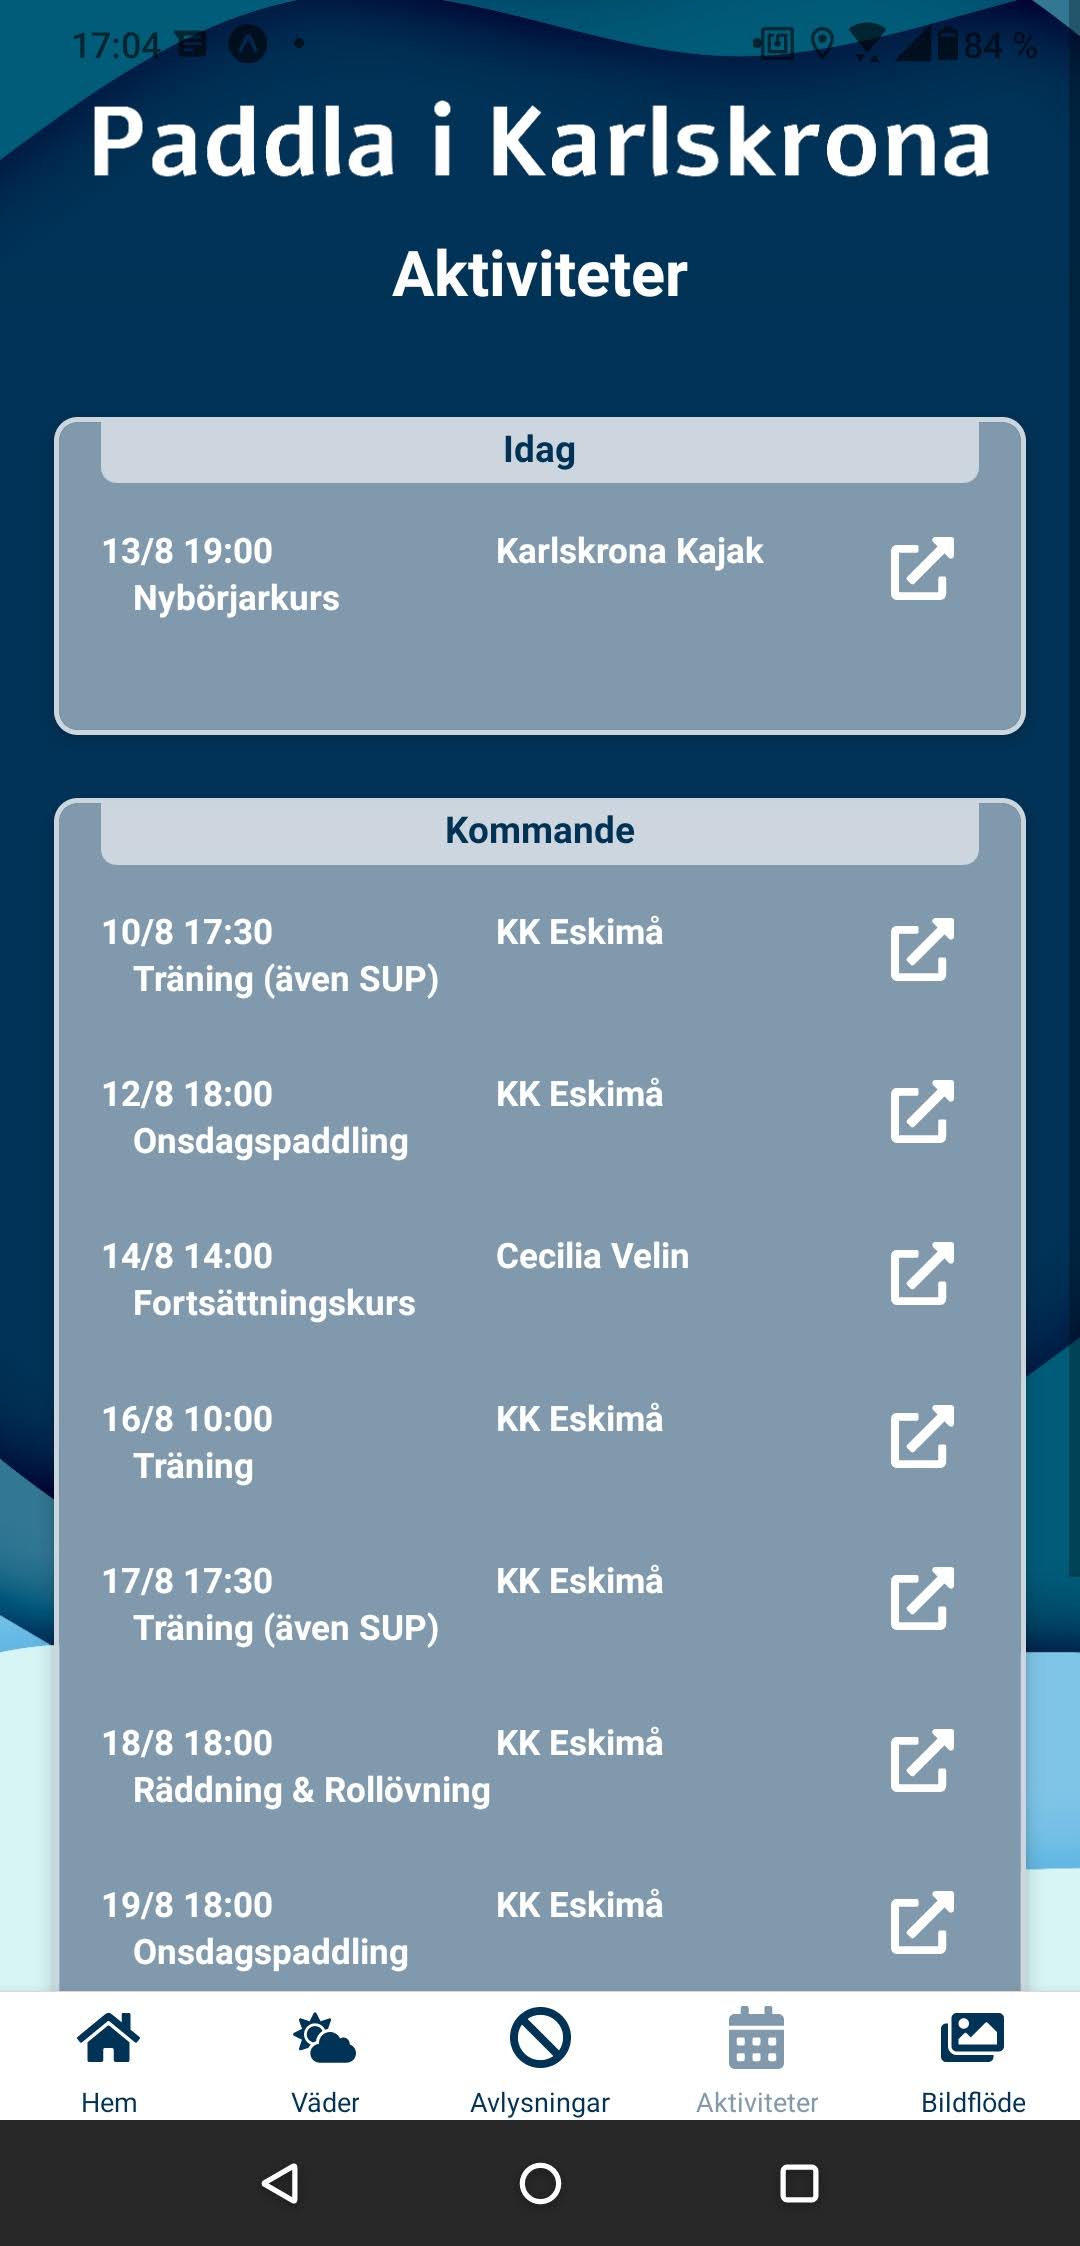 17:04
84 %
Paddla i Karlskrona
Aktiviteter
Idag
13/8 19:00 Karlskrona Kajak
Nybörjarkurs
Kommande
10/8 17:30 KK Eskimå
Träning (även SUP)
12/8 18:00 KK Eskimå
Onsdagspaddling
14/8 14:00 Cecilia Velin
Fortsättningskurs
16/8 10:00 KK Eskimå
Träning
17/8 17:30 KK Eskimå
Träning (även SUP)
18/8 18:00 KK Eskimå
Räddning & Rollövning
19/8 18:00 KK Eskimå
Onsdagspaddling
Hem Väder Avlysningar Aktiviteter Bildflöde